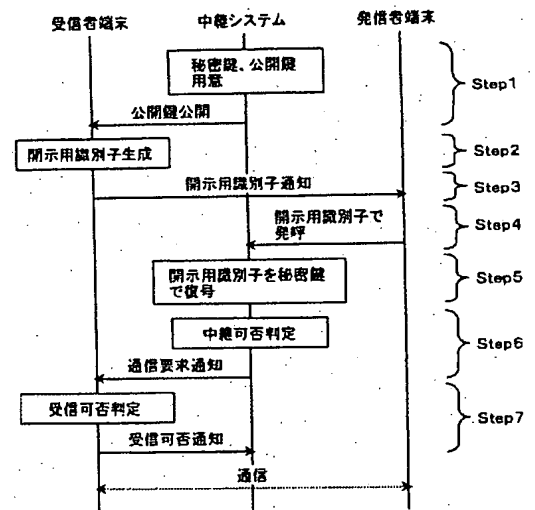 受信者端末
中継システム
発信者端末
秘密鍵、公開鍵
用意
Step1
公開鍵公開
開示用識別子生成
Step2
開示用識別子通知
Step3
開示用識別子で
発呼
Step4
開示用識別子を秘密鍵
で復号
Step5
中継可否判定
Step6
通信要求通知
受信可否判定
Step7
受信可否通知
通信